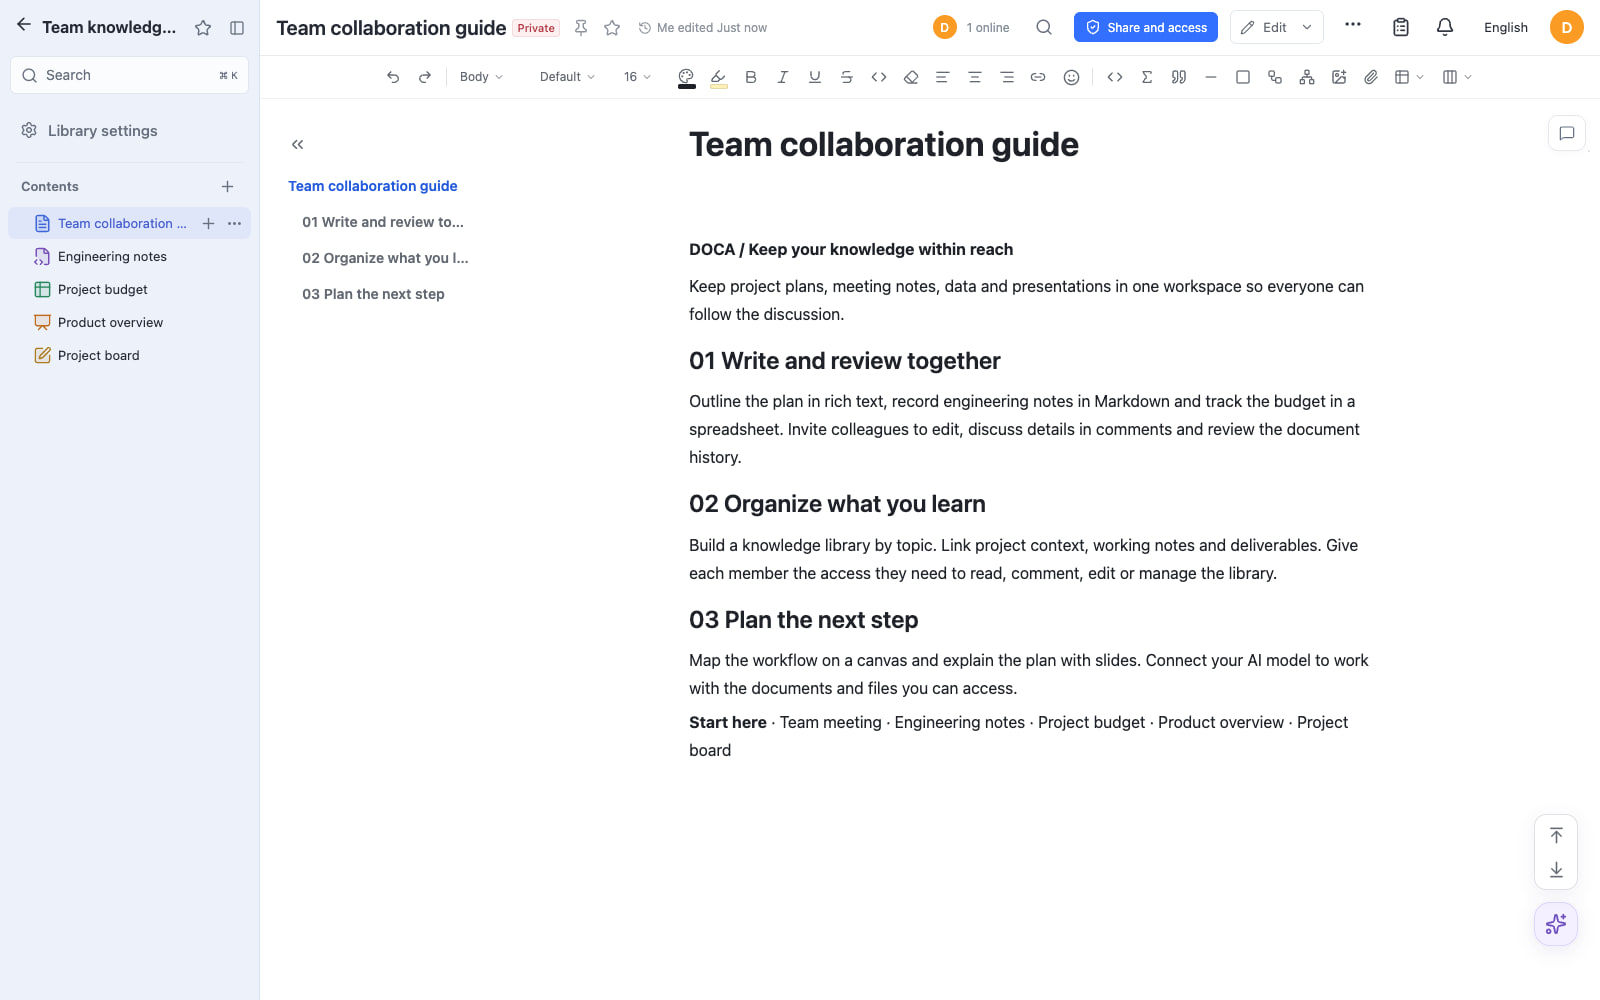 Team knowledg...
Search
⌘ K
Library settings
Contents
Team collaboration ...
Engineering notes
Project budget
Product overview
Project board
Team collaboration guide
Private
Me edited Just now
D
1 online
Share and access
Edit
English
D
Body
Default
16
Team collaboration guide
01 Write and review to...
02 Organize what you l...
03 Plan the next step
Team collaboration guide
DOCA / Keep your knowledge within reach
Keep project plans, meeting notes, data and presentations in one workspace so everyone can
follow the discussion.
01 Write and review together
Outline the plan in rich text, record engineering notes in Markdown and track the budget in a
spreadsheet. Invite colleagues to edit, discuss details in comments and review the document
history.
02 Organize what you learn
Build a knowledge library by topic. Link project context, working notes and deliverables. Give
each member the access they need to read, comment, edit or manage the library.
03 Plan the next step
Map the workflow on a canvas and explain the plan with slides. Connect your AI model to work
with the documents and files you can access.
Start here · Team meeting · Engineering notes · Project budget · Product overview · Project
board